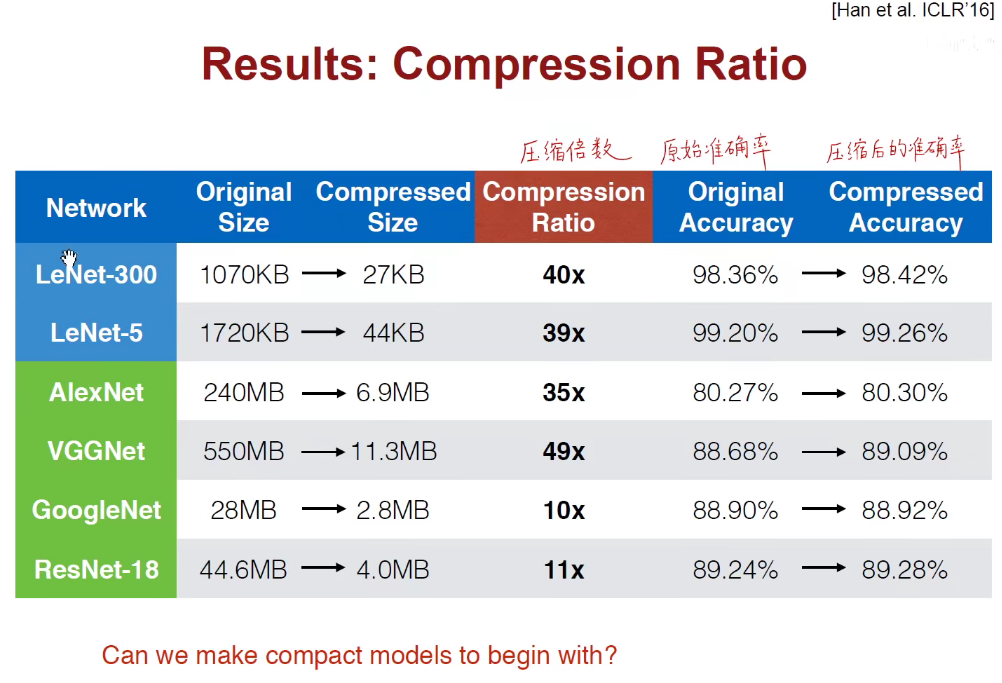 [Han et al. ICLR'16]
Results: Compression Ratio
压缩倍数 原始准确率 压缩后的准确率
Network Original Size Compressed Size Compression Ratio Original Accuracy Compressed Accuracy
LeNet-300 1070KB → 27KB 40x 98.36% → 98.42%
LeNet-5 1720KB → 44KB 39x 99.20% → 99.26%
AlexNet 240MB → 6.9MB 35x 80.27% → 80.30%
VGGNet 550MB → 11.3MB 49x 88.68% → 89.09%
GoogleNet 28MB → 2.8MB 10x 88.90% → 88.92%
ResNet-18 44.6MB → 4.0MB 11x 89.24% → 89.28%
Can we make compact models to begin with?